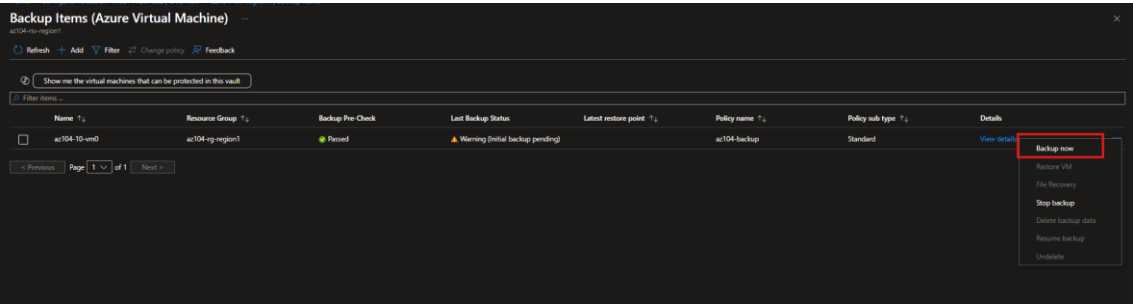 Backup Items (Azure Virtual Machine) ...
az104-rsv-region1
Refresh + Add Filter Change policy Feedback
Show me the virtual machines that can be protected in this vault
Filter items ...
Name ↑↓ Resource Group ↑↓ Backup Pre-Check Last Backup Status Latest restore point ↑↓ Policy name ↑↓ Policy sub type ↑↓ Details
az104-10-vm0 az104-rg-region1 Passed Warning (Initial backup pending) az104-backup Standard View details ...
< Previous Page 1 of 1 Next >
Backup now
Restore VM
File Recovery
Stop backup
Delete backup data
Resume backup
Undelete